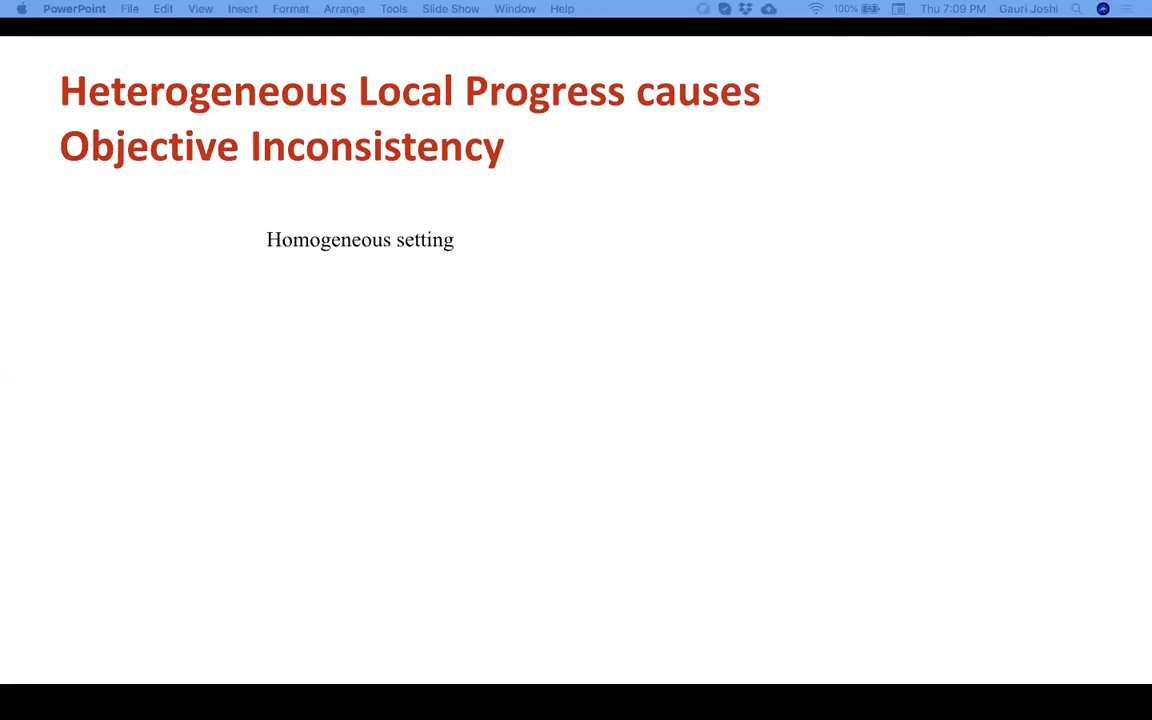 PowerPoint File Edit View Insert Format Arrange Tools Slide Show Window Help 100% Thu 7:09 PM Gauri Joshi
Heterogeneous Local Progress causes
Objective Inconsistency
Homogeneous setting